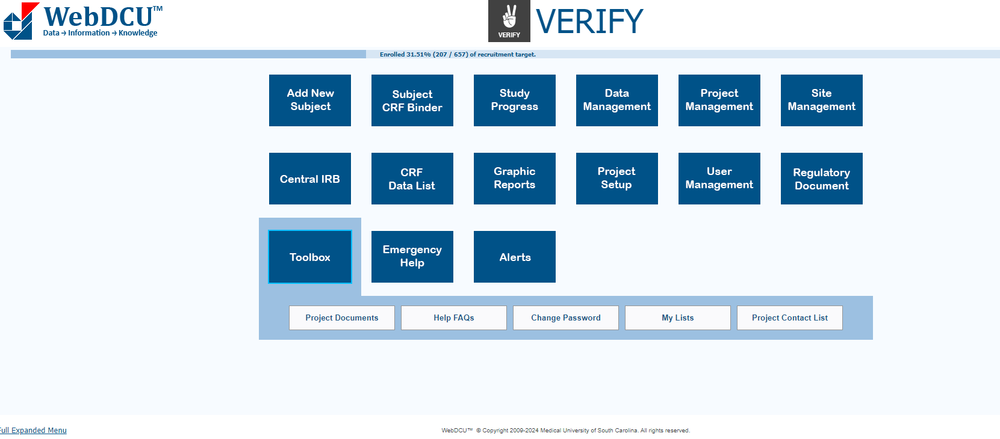 WebDCU™
Data → Information → Knowledge
VERIFY
VERIFY
Enrolled 31.51% (207 / 657) of recruitment target.
Add New
Subject
Subject
CRF Binder
Study
Progress
Data
Management
Project
Management
Site
Management
Central IRB
CRF
Data List
Graphic
Reports
Project
Setup
User
Management
Regulatory
Document
Toolbox
Emergency
Help
Alerts
Project Documents
Help FAQs
Change Password
My Lists
Project Contact List
Full Expanded Menu
WebDCU™ © Copyright 2009-2024 Medical University of South Carolina. All rights reserved.